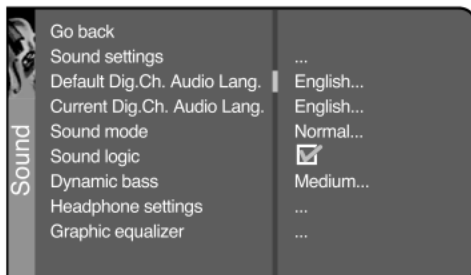 Sound
Go back
Sound settings ...
Default Dig.Ch. Audio Lang. English...
Current Dig.Ch. Audio Lang. English...
Sound mode Normal...
Sound logic
Dynamic bass Medium...
Headphone settings ...
Graphic equalizer ...